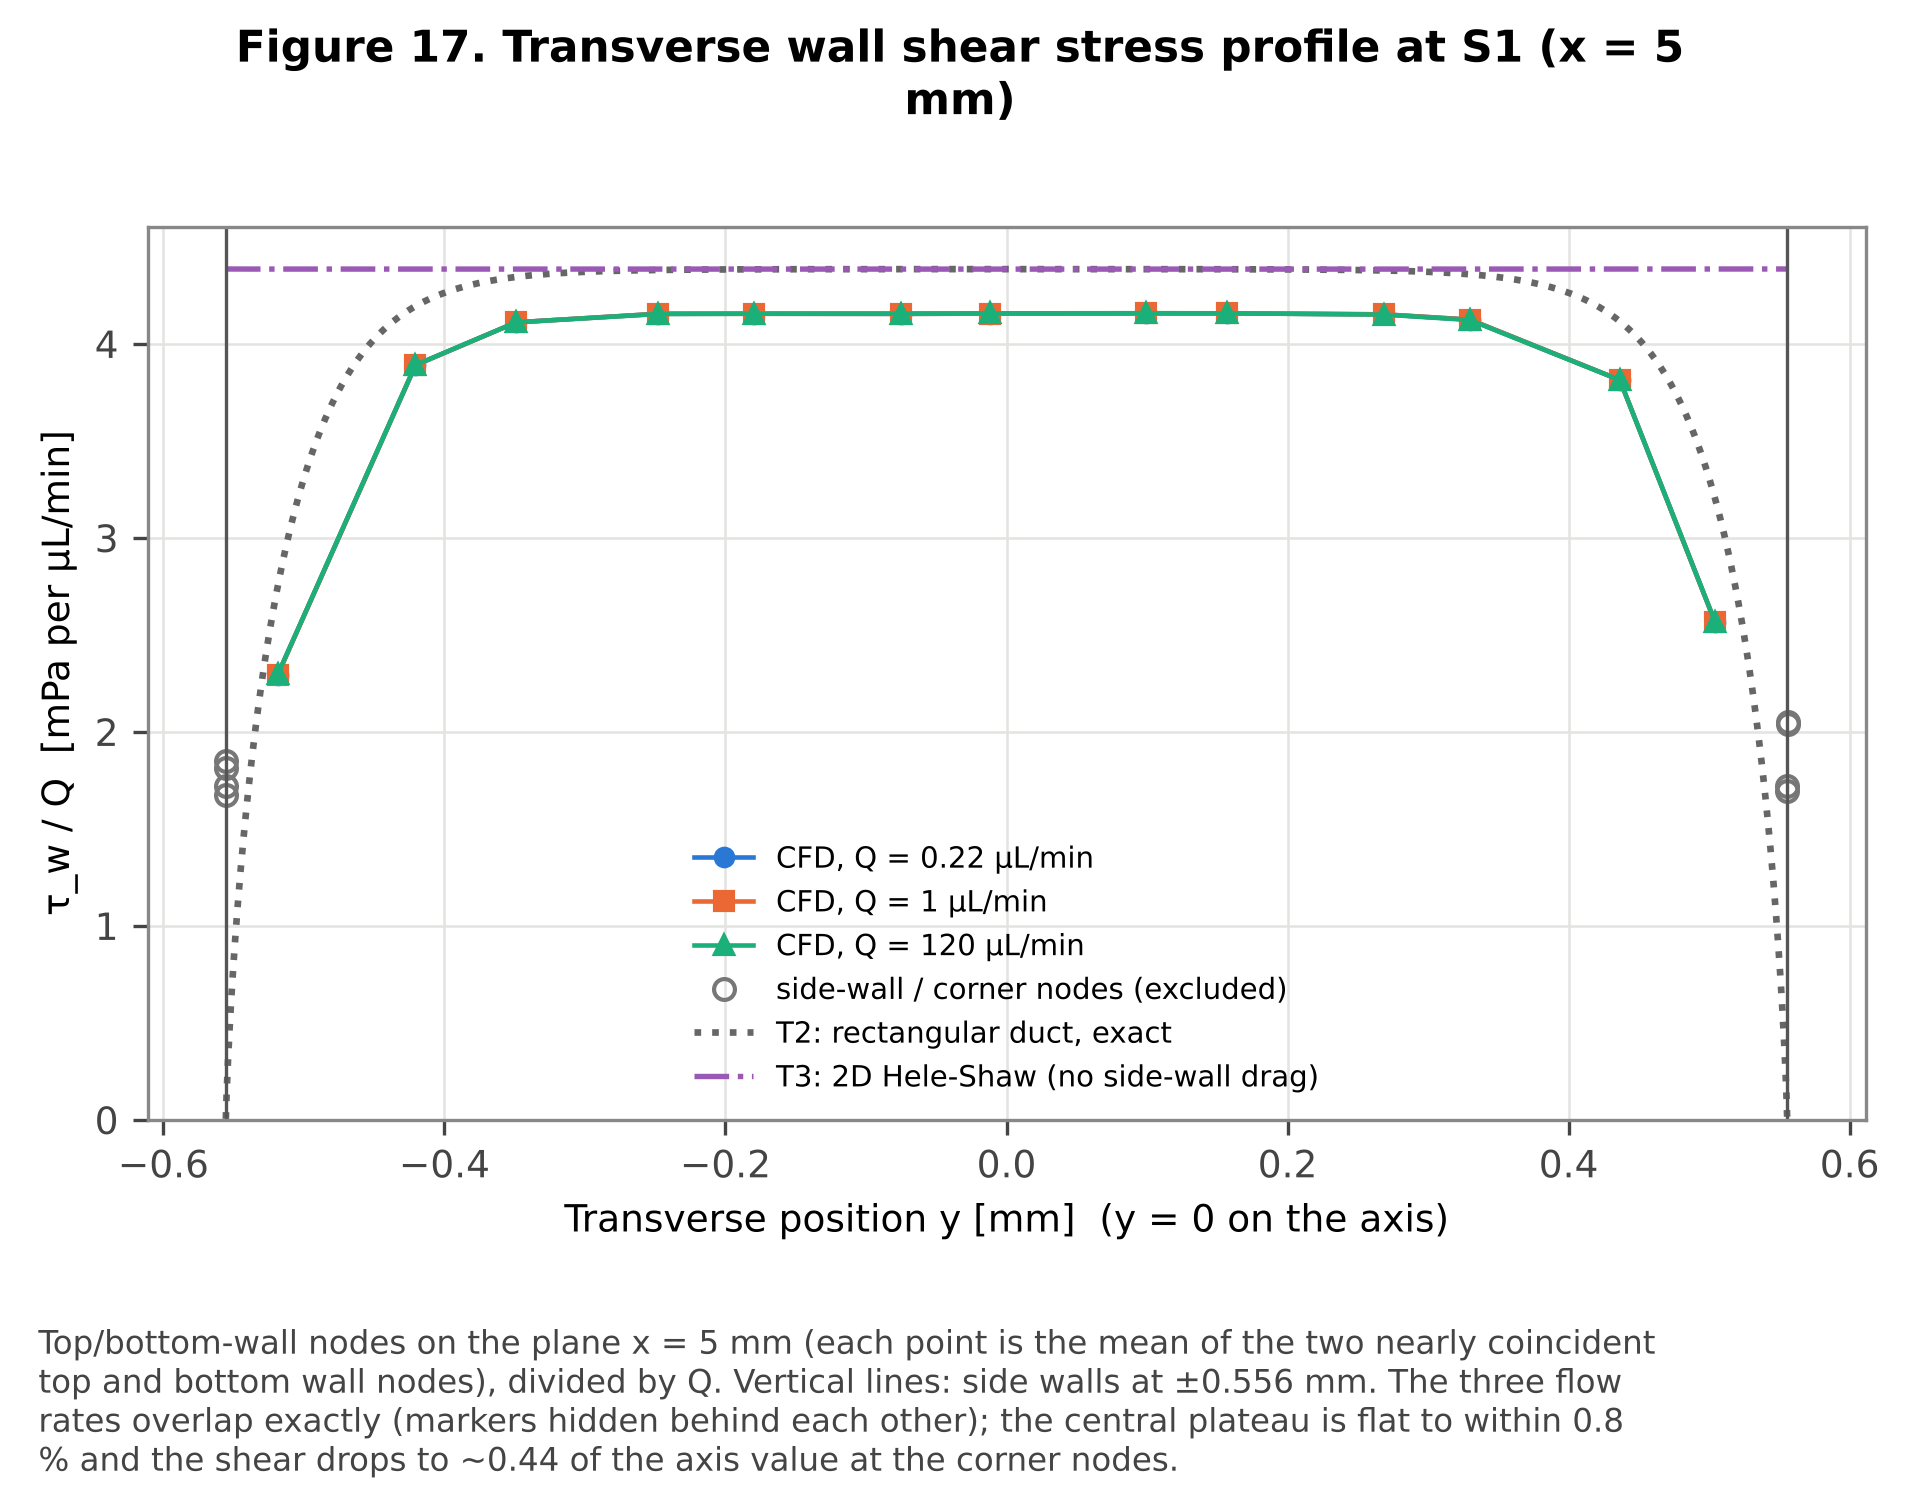 Figure 17. Transverse wall shear stress profile at S1 (x = 5
mm)
τ_w / Q  [mPa per µL/min]
4
3
2
1
0
CFD, Q = 0.22 µL/min
CFD, Q = 1 µL/min
CFD, Q = 120 µL/min
side-wall / corner nodes (excluded)
T2: rectangular duct, exact
T3: 2D Hele-Shaw (no side-wall drag)
−0.6 −0.4 −0.2 0.0 0.2 0.4 0.6
Transverse position y [mm]  (y = 0 on the axis)
Top/bottom-wall nodes on the plane x = 5 mm (each point is the mean of the two nearly coincident
top and bottom wall nodes), divided by Q. Vertical lines: side walls at ±0.556 mm. The three flow
rates overlap exactly (markers hidden behind each other); the central plateau is flat to within 0.8
% and the shear drops to ~0.44 of the axis value at the corner nodes.